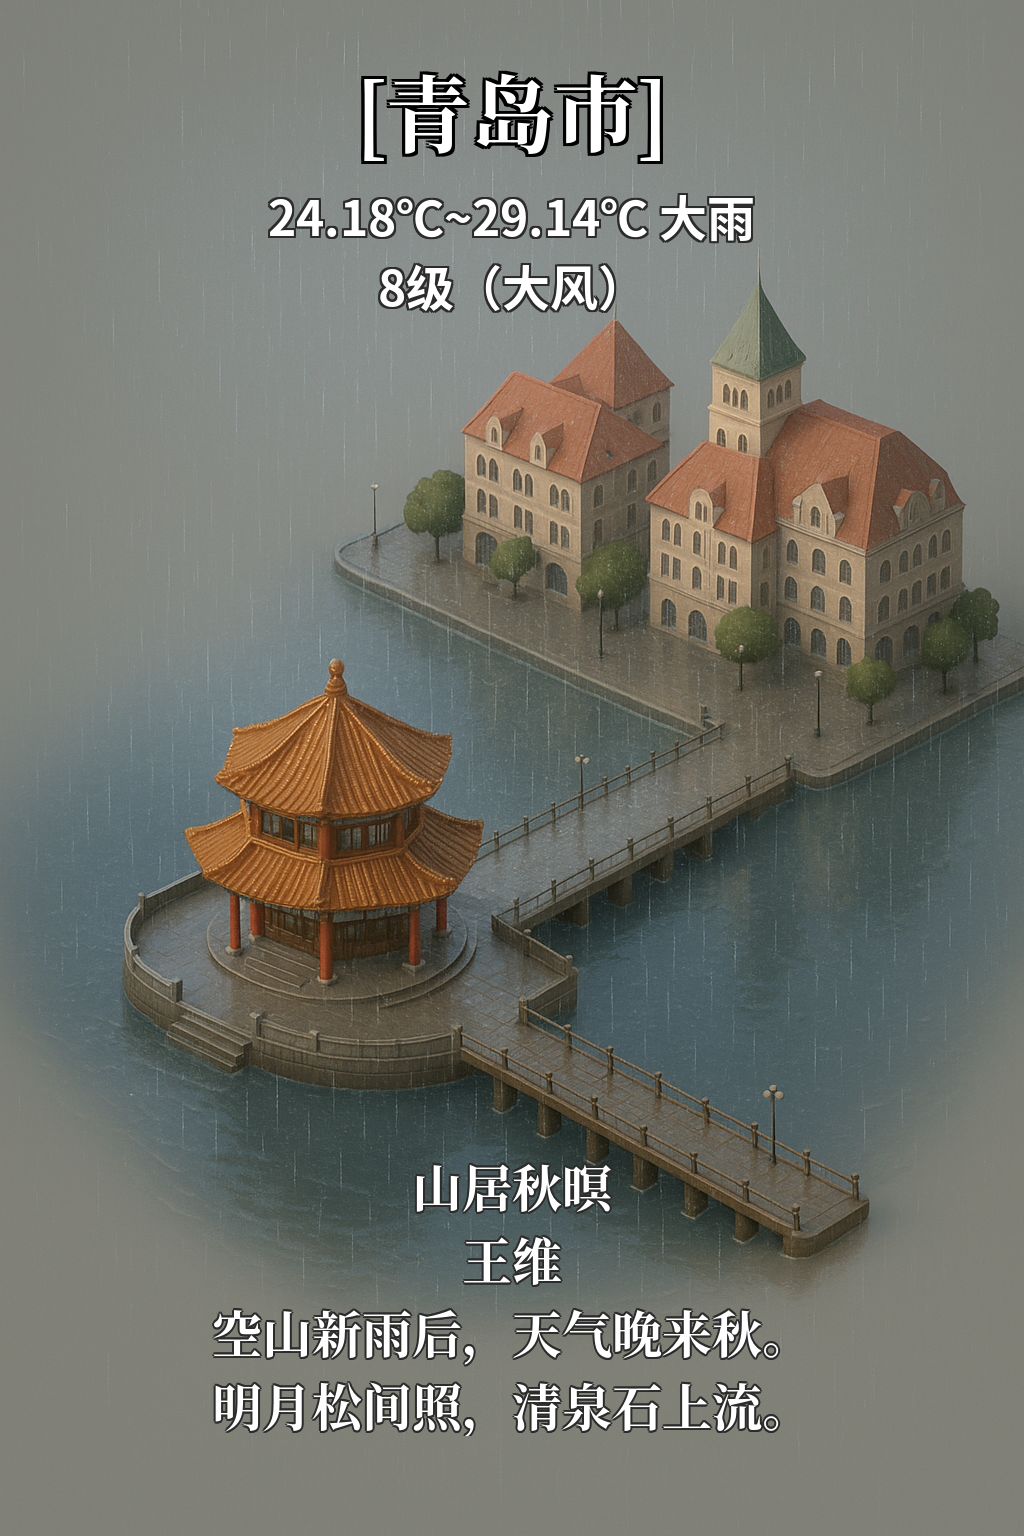 [青岛市]
24.18℃~29.14℃ 大雨
8级（大风）
山居秋暝
王维
空山新雨后，天气晚来秋。
明月松间照，清泉石上流。